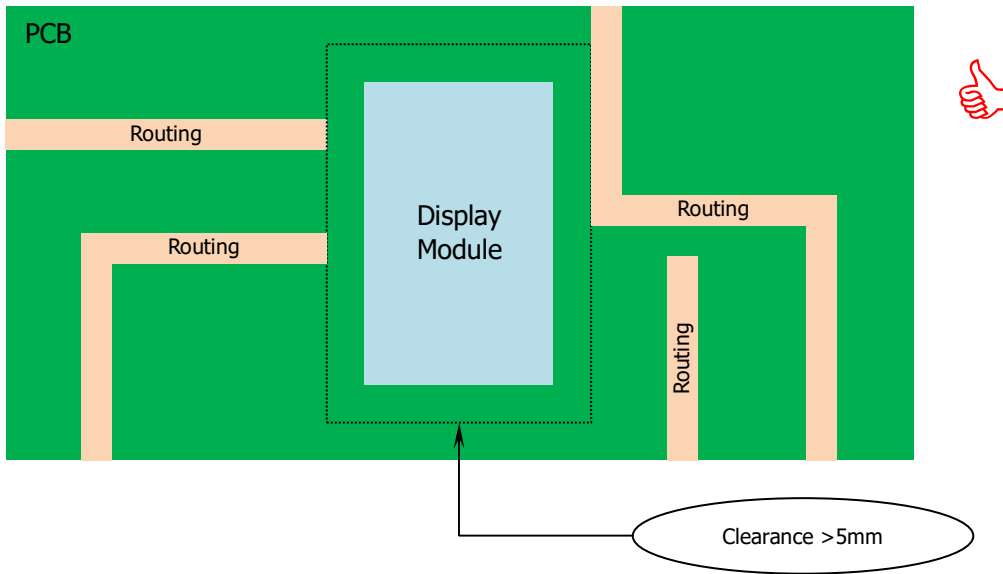 PCB
Routing
Routing
Display
Module
Routing
Routing
Clearance >5mm